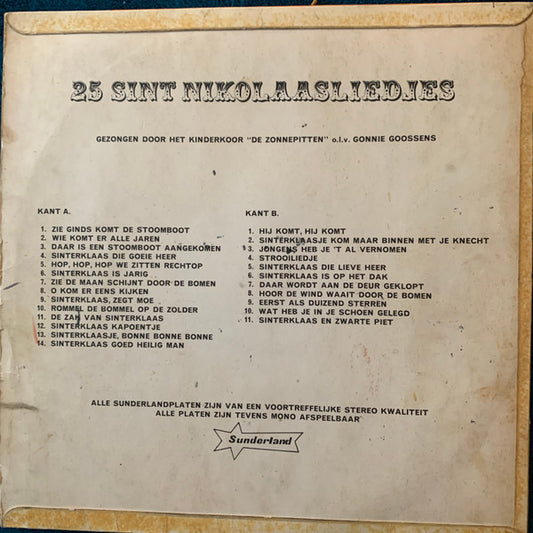 25 SINT NIKOLAASLIEDJES
GEZONGEN DOOR HET KINDERKOOR "DE ZONNEPITTEN" o.l.v. GONNIE GOOSSENS
KANT A.
1. ZIE GINDS KOMT DE STOOMBOOT
2. WIE KOMT ER ALLE JAREN
3. DAAR IS EEN STOOMBOOT AANGEKOMEN
4. SINTERKLAAS DIE GOEIE HEER
5. HOP, HOP, HOP WE ZITTEN RECHTOP
6. SINTERKLAAS IS JARIG
7. ZIE DE MAAN SCHIJNT DOOR DE BOMEN
8. O KOM ER EENS KIJKEN
9. SINTERKLAAS, ZEGT MOE
10. ROMMEL DE BOMMEL OP DE ZOLDER
11. DE ZAK VAN SINTERKLAAS
12. SINTERKLAAS KAPOENTJE
13. SINTERKLAASJE, BONNE BONNE BONNE
14. SINTERKLAAS GOED HEILIG MAN
KANT B.
1. HIJ KOMT, HIJ KOMT
2. SINTERKLAASJE KOM MAAR BINNEN MET JE KNECHT
3. JONGENS HEB JE 'T AL VERNOMEN
4. STROOILIEDJE
5. SINTERKLAAS DIE LIEVE HEER
6. SINTERKLAAS IS OP HET DAK
7. DAAR WORDT AAN DE DEUR GEKLOPT
8. HOOR DE WIND WAAIT DOOR DE BOMEN
9. EERST ALS DUIZEND STERREN
10. WAT HEB JE IN JE SCHOEN GELEGD
11. SINTERKLAAS EN ZWARTE PIET
ALLE SUNDERLANDPLATEN ZIJN VAN EEN VOORTREFFELIJKE STEREO KWALITEIT
ALLE PLATEN ZIJN TEVENS MONO AFSPEELBAAR
Sunderland